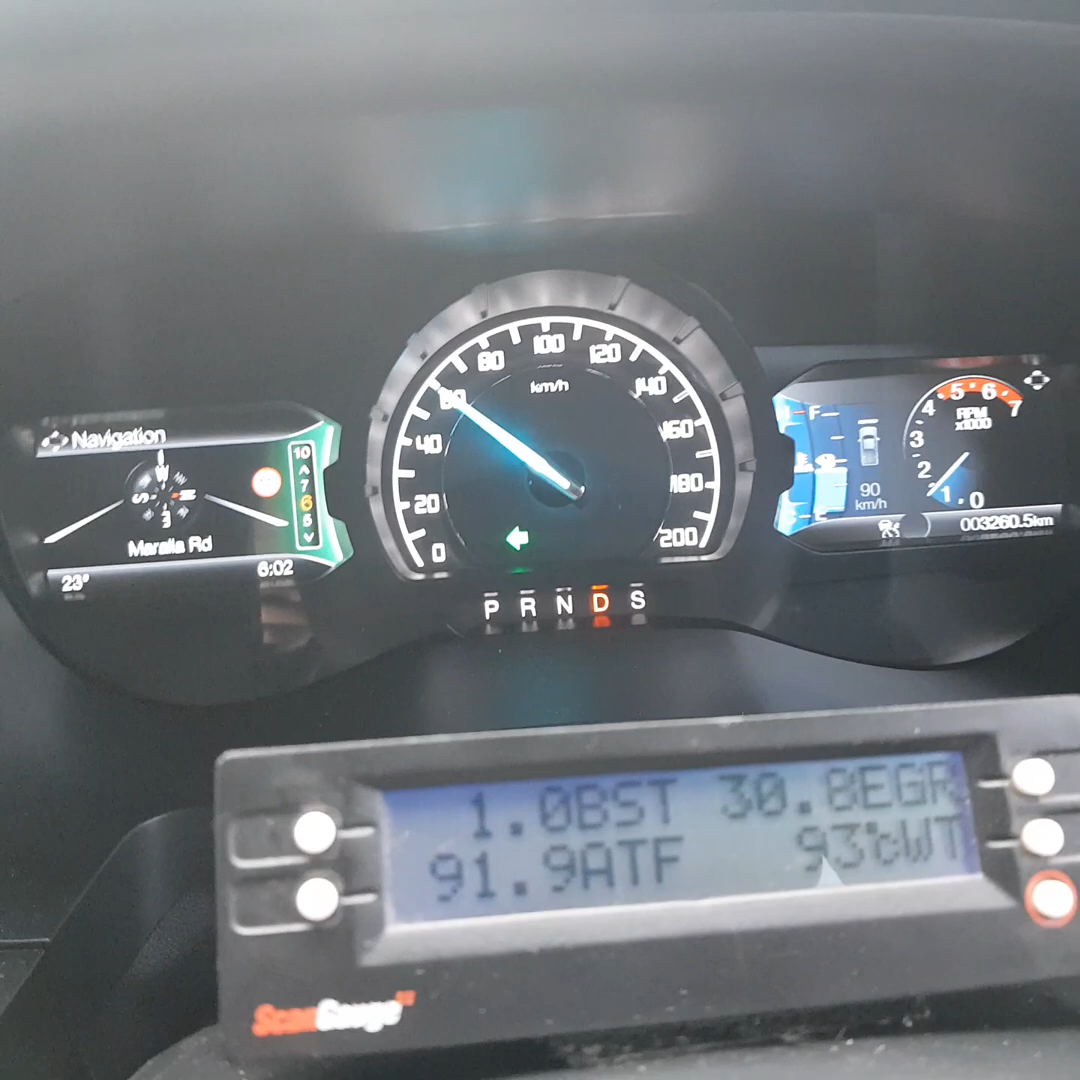 Navigation
W
S
N
E
Maralla Rd
23°
6:02
10
7
6
5
0
20
40
60
80
100
120
140
160
180
200
km/h
P R N D S
F
90
km/h
RPM
x1000
0
1
2
3
4
5
6
7
003260.5km
1.0BST 30.8EGR
91.9ATF 93°CWT
ScanGauge